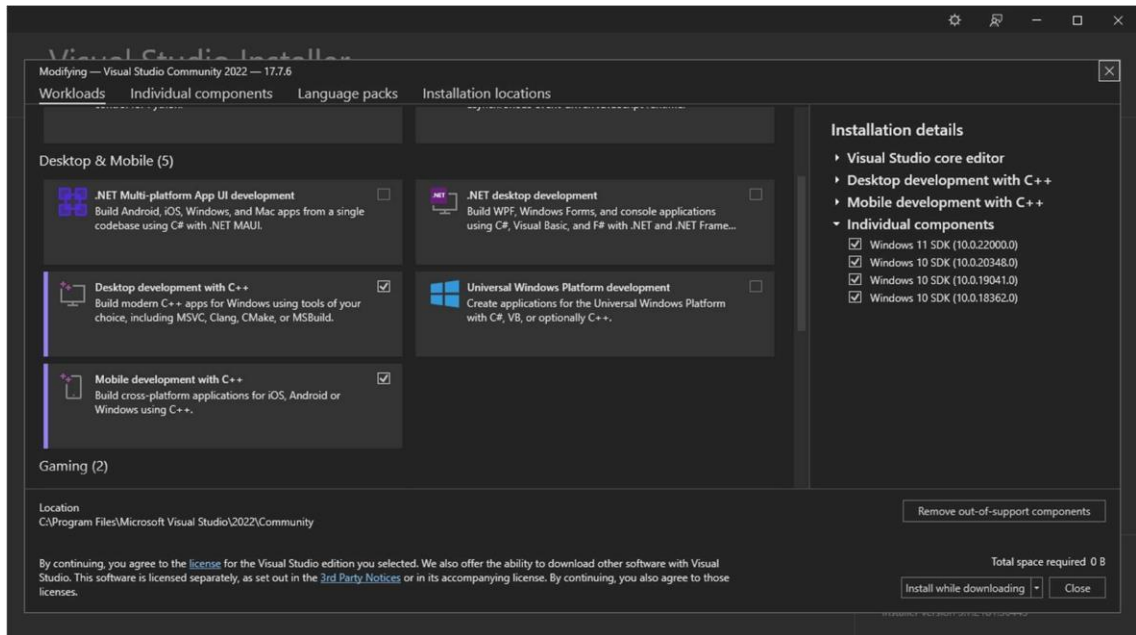 Visual Studio Installer
Modifying — Visual Studio Community 2022 — 17.7.6
Workloads
Individual components
Language packs
Installation locations
Desktop & Mobile (5)
.NET Multi-platform App UI development
Build Android, iOS, Windows, and Mac apps from a single
codebase using C# with .NET MAUI.
NET
.NET desktop development
Build WPF, Windows Forms, and console applications
using C#, Visual Basic, and F# with .NET and .NET Frame...
Desktop development with C++
Build modern C++ apps for Windows using tools of your
choice, including MSVC, Clang, CMake, or MSBuild.
Universal Windows Platform development
Create applications for the Universal Windows Platform
with C#, VB, or optionally C++.
Mobile development with C++
Build cross-platform applications for iOS, Android or
Windows using C++.
Gaming (2)
Installation details
Visual Studio core editor
Desktop development with C++
Mobile development with C++
Individual components
Windows 11 SDK (10.0.22000.0)
Windows 10 SDK (10.0.20348.0)
Windows 10 SDK (10.0.19041.0)
Windows 10 SDK (10.0.18362.0)
Location
C:\Program Files\Microsoft Visual Studio\2022\Community
Remove out-of-support components
By continuing, you agree to the license for the Visual Studio edition you selected. We also offer the ability to download other software with Visual
Studio. This software is licensed separately, as set out in the 3rd Party Notices or in its accompanying license. By continuing, you also agree to those
licenses.
Total space required 0 B
Install while downloading
Close